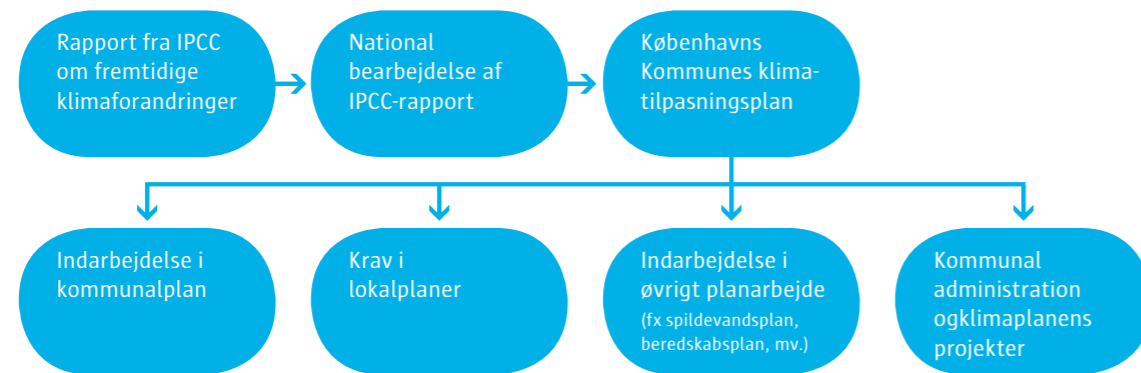 Rapport fra IPCC
om fremtidige
klimaforandringer
National
bearbejdelse af
IPCC-rapport
Københavns
Kommunes klima-
tilpasningsplan
Indarbejdelse i
kommunalplan
Krav i
lokalplaner
Indarbejdelse i
øvrigt planarbejde
(fx spildevandsplan,
beredskabsplan, mv.)
Kommunal
administration
ogklimaplanens
projekter